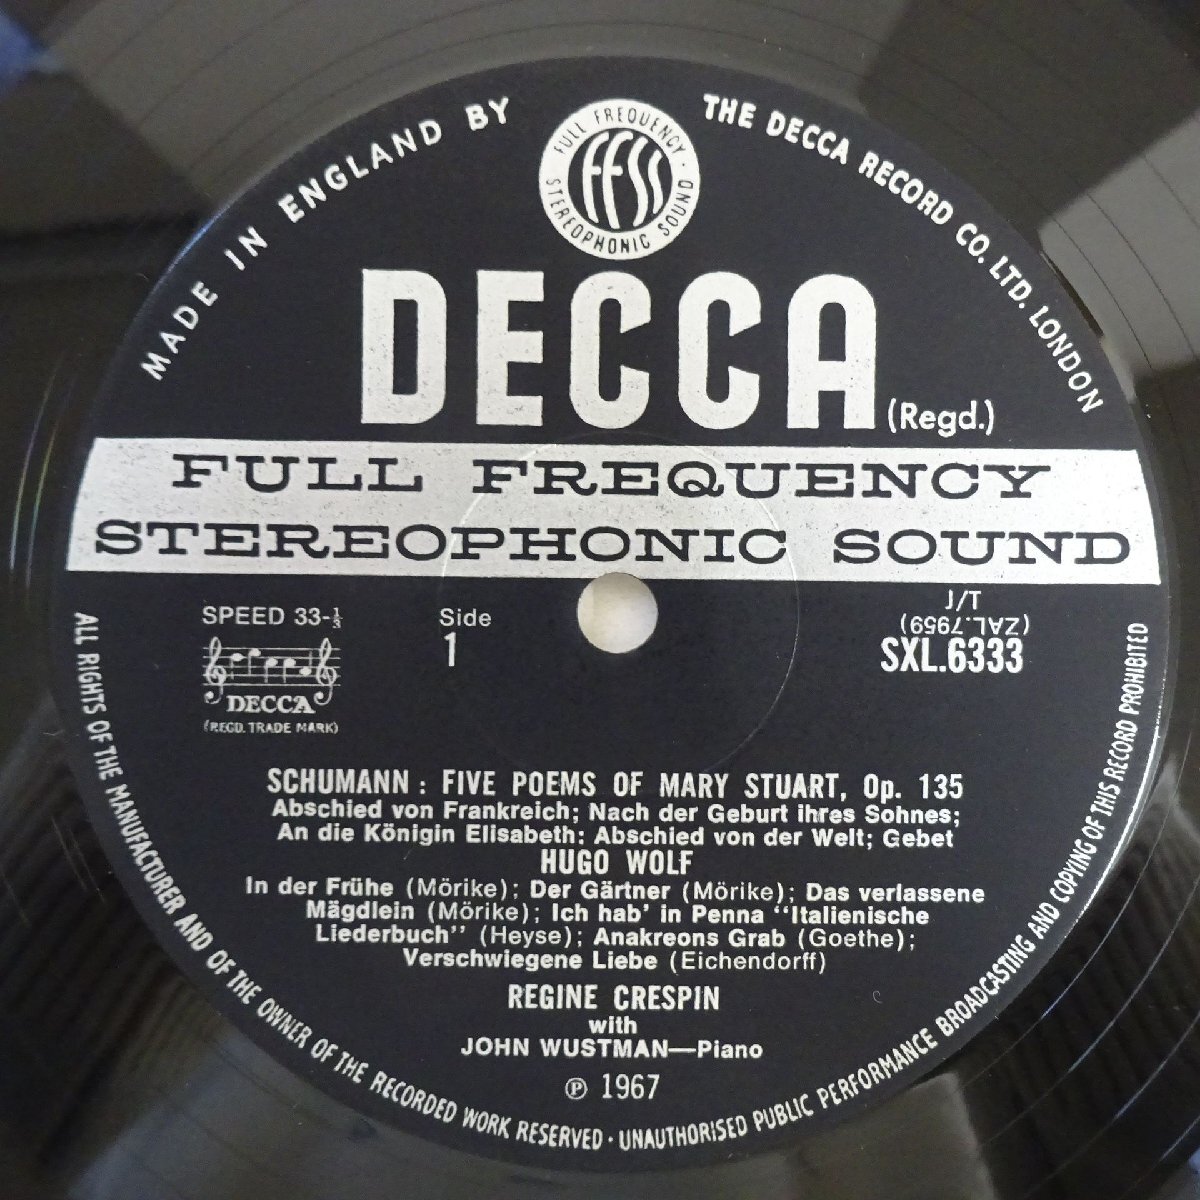 MADE IN ENGLAND BY
THE DECCA RECORD CO. LTD. LONDON
FULL FREQUENCY · STEREOPHONIC SOUND
FFSS
DECCA (Regd.)
FULL FREQUENCY
STEREOPHONIC SOUND
SPEED 33-⅓
DECCA
(REGD. TRADE MARK)
Side
1
J/T
(ZAL.7959)
SXL.6333
SCHUMANN : FIVE POEMS OF MARY STUART, Op. 135
Abschied von Frankreich; Nach der Geburt ihres Sohnes;
An die Königin Elisabeth: Abschied von der Welt; Gebet
HUGO WOLF
In der Frühe (Mörike); Der Gärtner (Mörike); Das verlassene
Mägdlein (Mörike); Ich hab' in Penna "Italienische
Liederbuch" (Heyse); Anakreons Grab (Goethe);
Verschwiegene Liebe (Eichendorff)
REGINE CRESPIN
with
JOHN WUSTMAN—Piano
℗ 1967
ALL RIGHTS OF THE MANUFACTURER AND OF THE OWNER OF THE RECORDED WORK RESERVED · UNAUTHORISED PUBLIC PERFORMANCE BROADCASTING AND COPYING OF THIS RECORD PROHIBITED